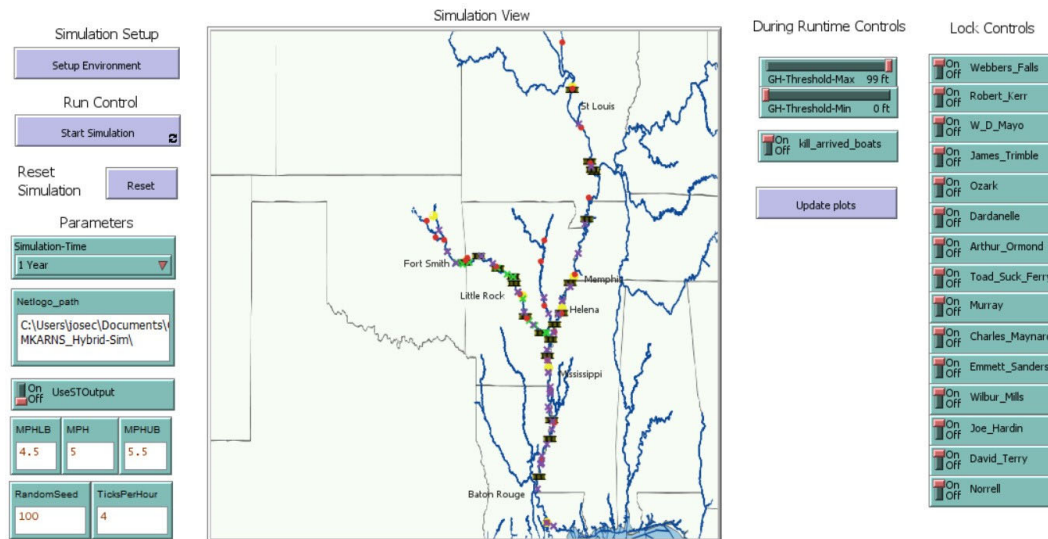 Simulation Setup
Setup Environment
Run Control
Start Simulation
Reset
Simulation
Reset
Parameters
Simulation-Time
1 Year
Netlogo_path
C:\Users\josec\Documents\
MKARNS_Hybrid-Sim\
On
Off
UseSTOutput
MPHLB
4.5
MPH
5
MPHUB
5.5
RandomSeed
100
TicksPerHour
4
Simulation View
St Louis
Fort Smith
Memphis
Little Rock
Helena
Mississippi
Baton Rouge
During Runtime Controls
GH-Threshold-Max 99 ft
GH-Threshold-Min 0 ft
On
Off
kill_arrived_boats
Update plots
Lock Controls
On
Off
Webbers_Falls
On
Off
Robert_Kerr
On
Off
W_D_Mayo
On
Off
James_Trimble
On
Off
Ozark
On
Off
Dardanelle
On
Off
Arthur_Ormond
On
Off
Toad_Suck_Ferry
On
Off
Murray
On
Off
Charles_Maynard
On
Off
Emmett_Sanders
On
Off
Wilbur_Mills
On
Off
Joe_Hardin
On
Off
David_Terry
On
Off
Norrell